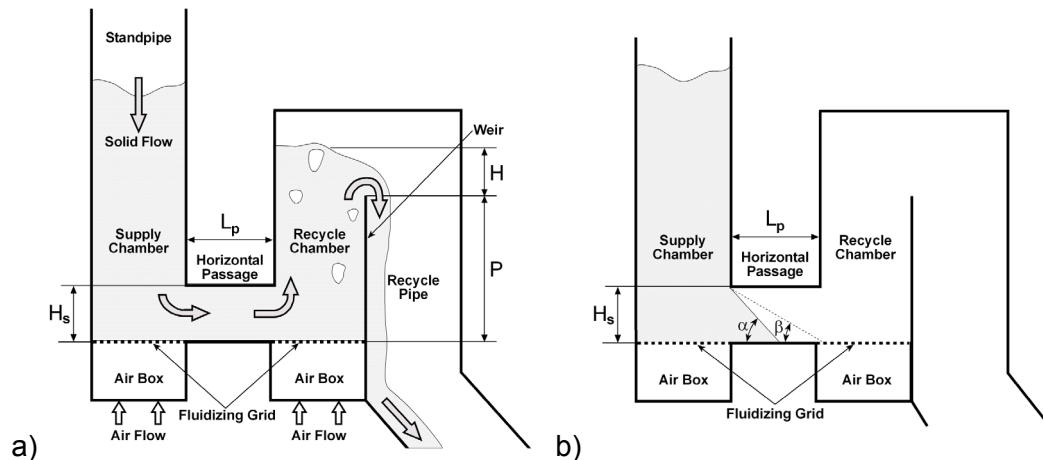 Standpipe
Solid Flow
Weir
H
Supply
Chamber
Lp
Horizontal
Passage
Recycle
Chamber
Recycle
Pipe
P
Hs
Air Box
Air Box
Fluidizing Grid
Air Flow
Air Flow
a)
Supply
Chamber
Lp
Horizontal
Passage
Recycle
Chamber
Hs
α
β
Air Box
Air Box
Fluidizing Grid
b)